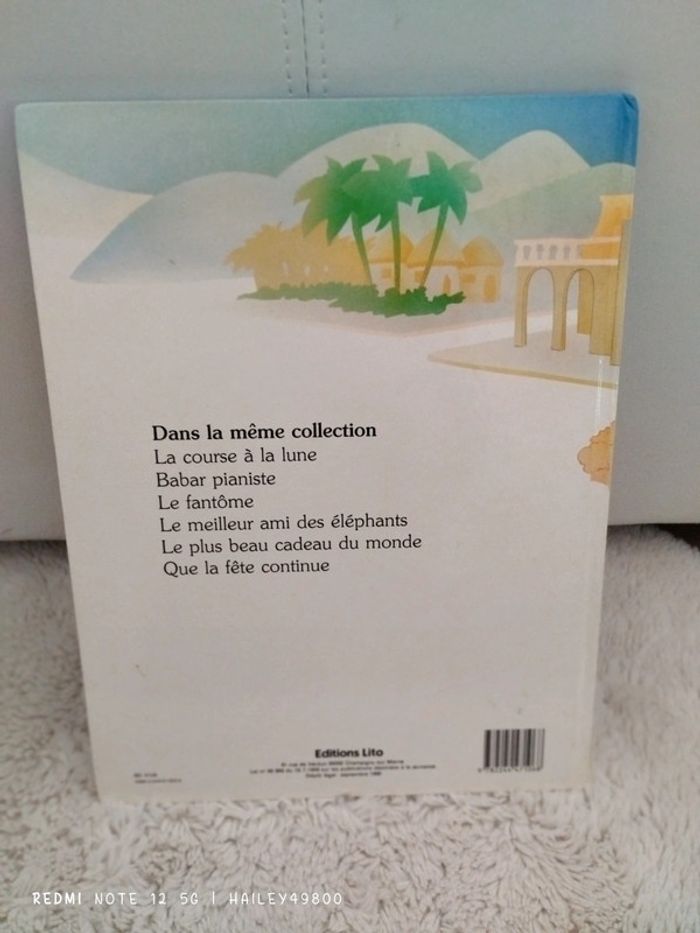 Dans la même collection
La course à la lune
Babar pianiste
Le fantôme
Le meilleur ami des éléphants
Le plus beau cadeau du monde
Que la fête continue
Editions Lito
REDMI NOTE 12 5G | HAILEY49800